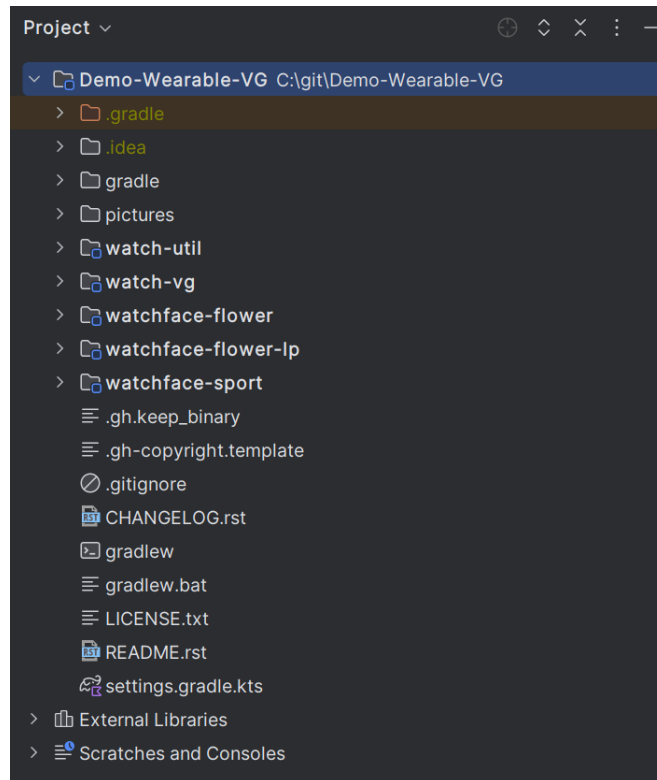 Project
Demo-Wearable-VG C:\git\Demo-Wearable-VG
.gradle
.idea
gradle
pictures
watch-util
watch-vg
watchface-flower
watchface-flower-lp
watchface-sport
.gh.keep_binary
.gh-copyright.template
.gitignore
RST CHANGELOG.rst
gradlew
gradlew.bat
LICENSE.txt
RST README.rst
settings.gradle.kts
External Libraries
Scratches and Consoles